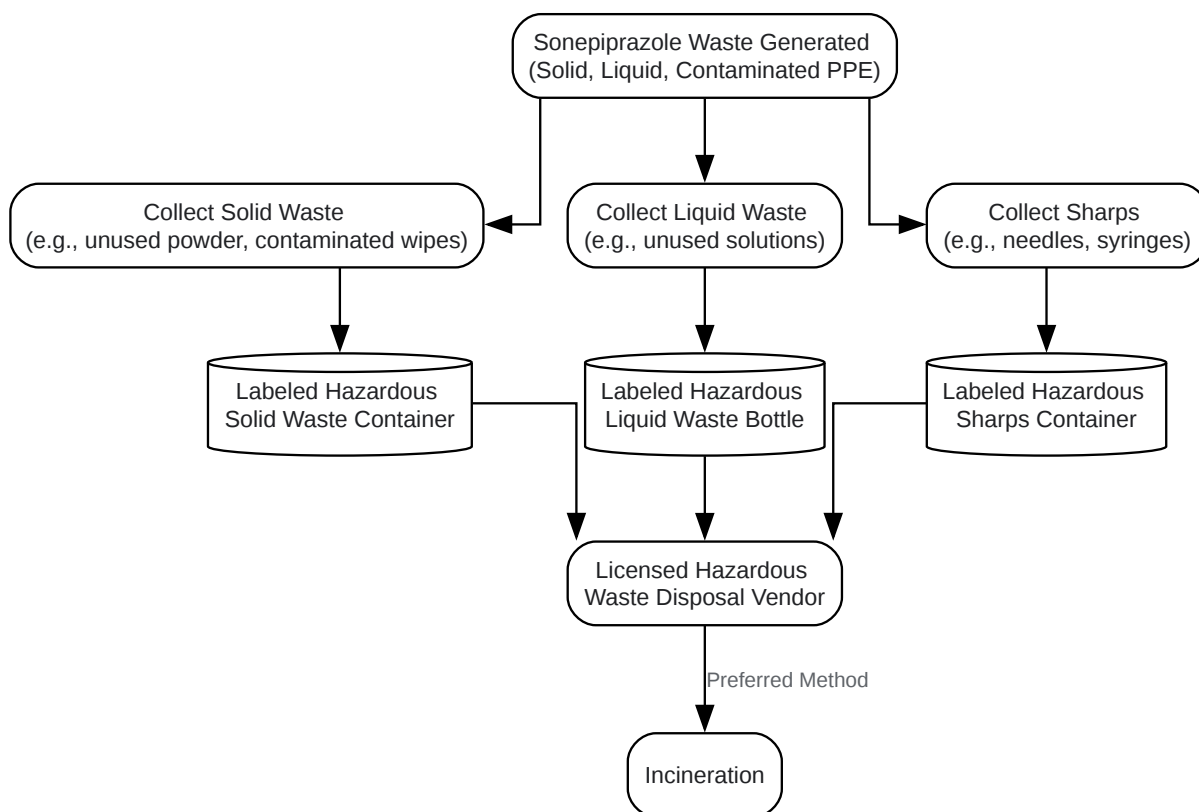 Sonepiprazole Waste Generated
(Solid, Liquid, Contaminated PPE)
Collect Solid Waste
(e.g., unused powder, contaminated wipes)
Collect Liquid Waste
(e.g., unused solutions)
Collect Sharps
(e.g., needles, syringes)
Labeled Hazardous
Solid Waste Container
Labeled Hazardous
Liquid Waste Bottle
Labeled Hazardous
Sharps Container
Licensed Hazardous
Waste Disposal Vendor
Preferred Method
Incineration